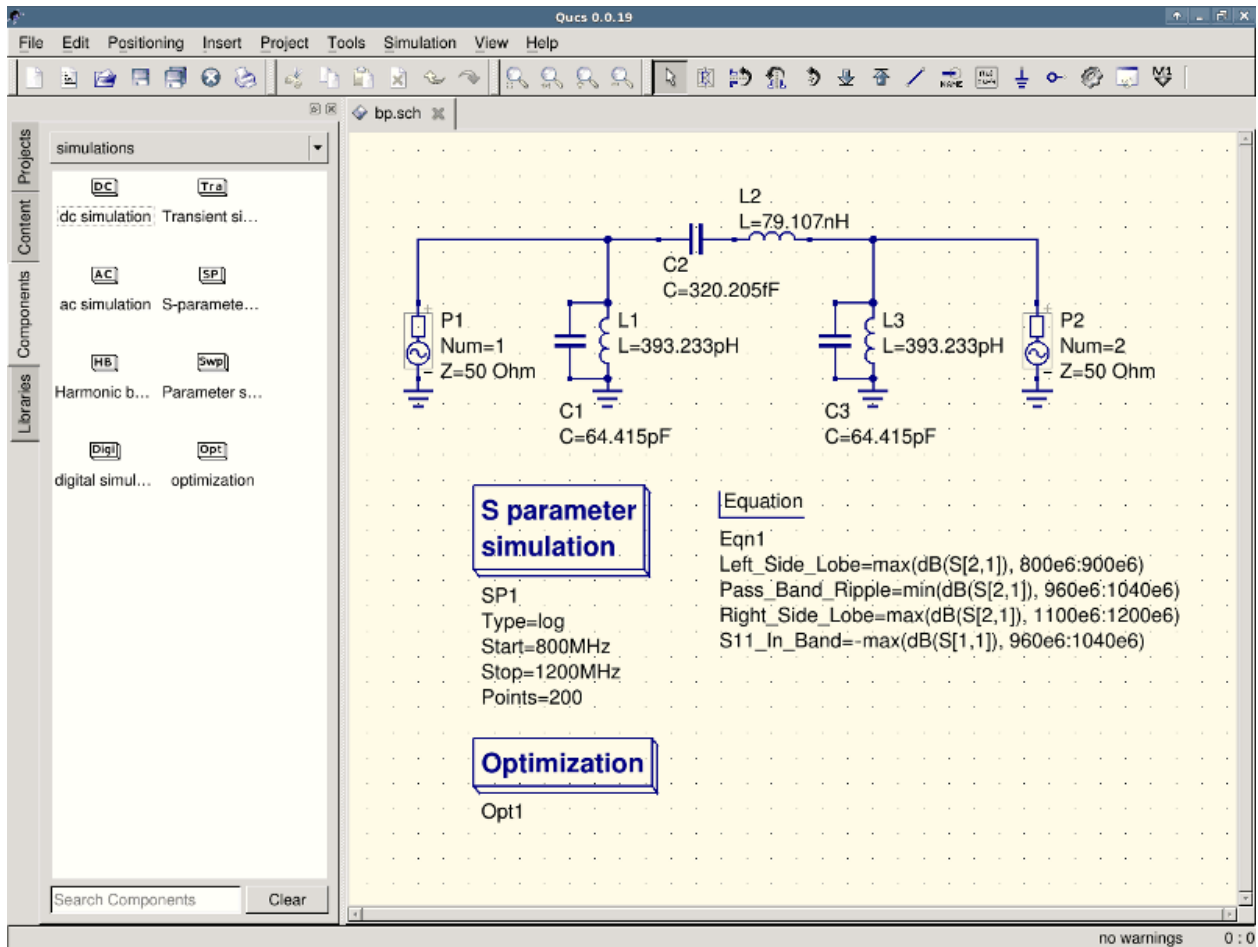 Qucs 0.0.19
File Edit Positioning Insert Project Tools Simulation View Help
NAME
bp.sch
Projects
Content
Components
Libraries
simulations
DC Tra
dc simulation Transient si...
AC SP
ac simulation S-paramete...
HB Swp
Harmonic b... Parameter s...
Digi Opt
digital simul... optimization
Search Components Clear
L2
L=79.107nH
C2
C=320.205fF
P1
Num=1
Z=50 Ohm
L1
L=393.233pH
L3
L=393.233pH
P2
Num=2
Z=50 Ohm
C1
C=64.415pF
C3
C=64.415pF
S parameter
simulation
SP1
Type=log
Start=800MHz
Stop=1200MHz
Points=200
Equation
Eqn1
Left_Side_Lobe=max(dB(S[2,1]), 800e6:900e6)
Pass_Band_Ripple=min(dB(S[2,1]), 960e6:1040e6)
Right_Side_Lobe=max(dB(S[2,1]), 1100e6:1200e6)
S11_In_Band=-max(dB(S[1,1]), 960e6:1040e6)
Optimization
Opt1
no warnings 0 : 0